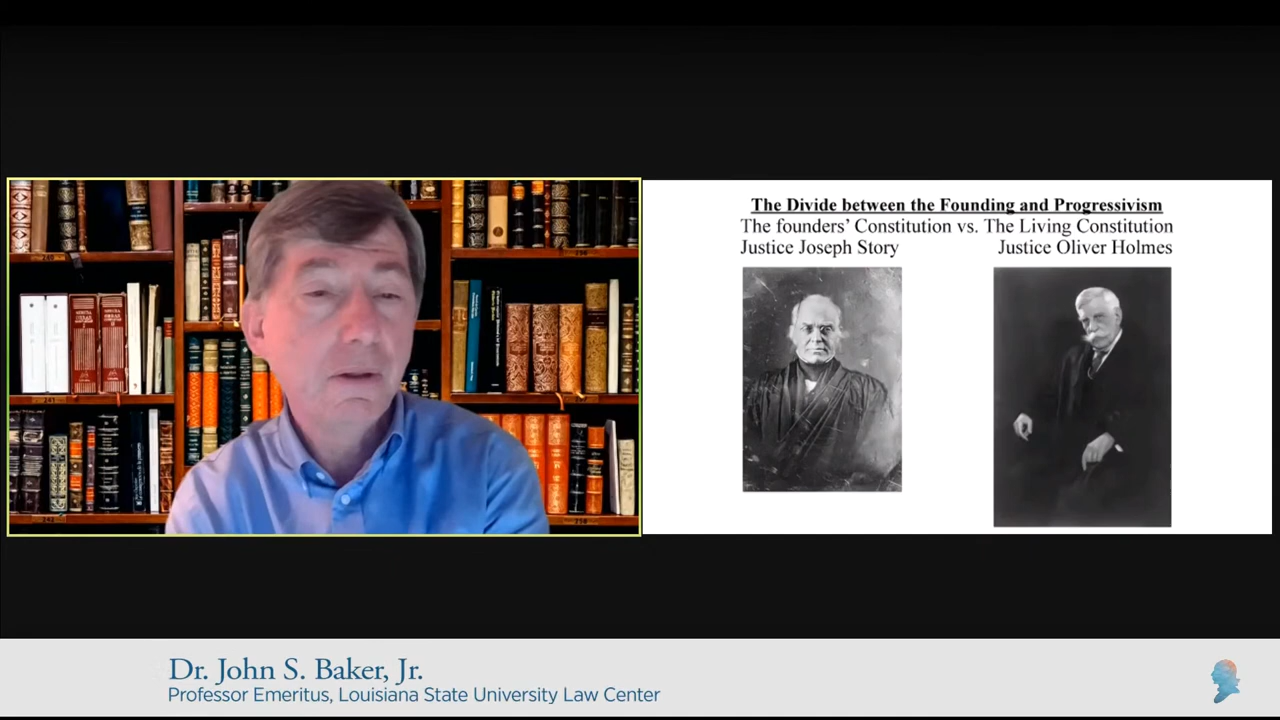 The Divide between the Founding and Progressivism
The founders' Constitution vs. The Living Constitution
Justice Joseph Story
Justice Oliver Holmes
Dr. John S. Baker, Jr.
Professor Emeritus, Louisiana State University Law Center